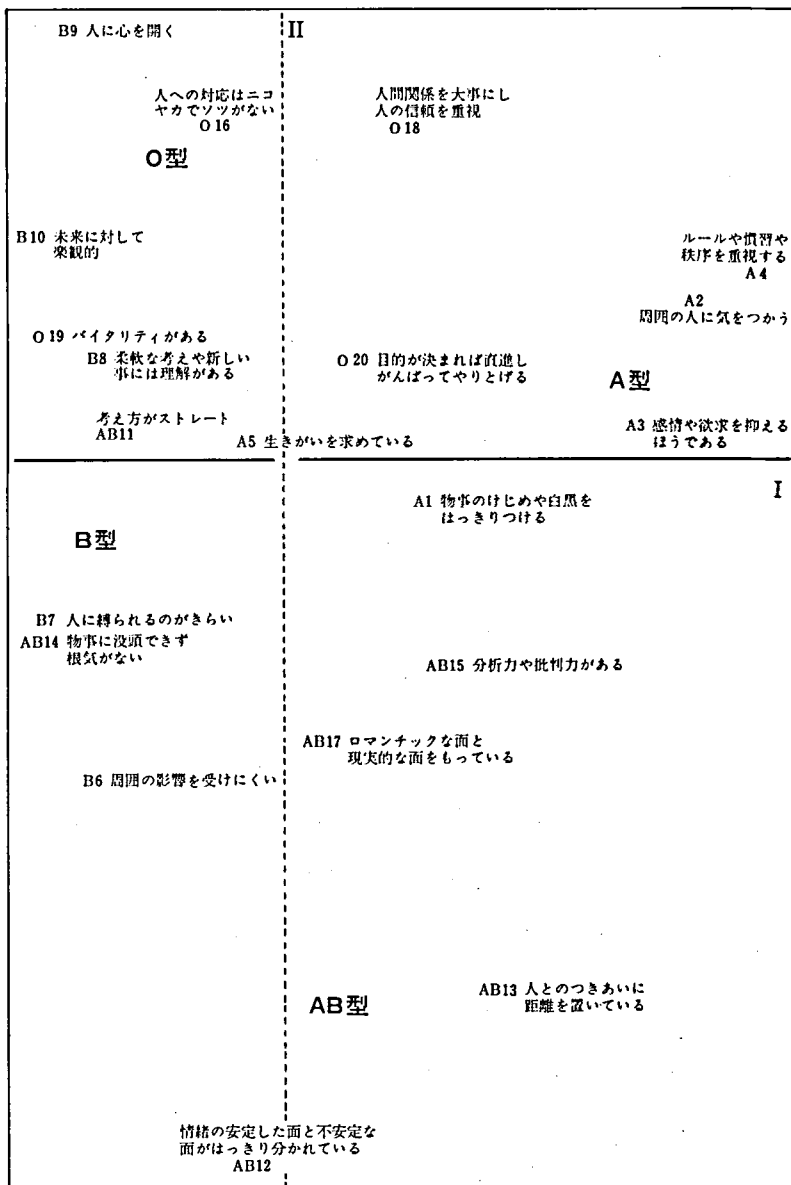 B9 人に心を開く
II
人への対応はニコ
ヤカでソツがない
O 16
人間関係を大事にし
人の信頼を重視
O 18
O型
B10 未来に対して
楽観的
ルールや慣習や
秩序を重視する
A 4
A2
周囲の人に気をつかう
O 19 バイタリティがある
B8 柔軟な考えや新しい
事には理解がある
O 20 目的が決まれば直進し
がんばってやりとげる
A型
考え方がストレート
AB11
A5 生きがいを求めている
A3 感情や欲求を抑える
ほうである
I
A1 物事のけじめや白黒を
はっきりつける
B型
B7 人に縛られるのがきらい
AB14 物事に没頭できず
根気がない
AB15 分析力や批判力がある
AB17 ロマンチックな面と
現実的な面をもっている
B6 周囲の影響を受けにくい
AB13 人とのつきあいに
距離を置いている
AB型
情緒の安定した面と不安定な
面がはっきり分かれている
AB12